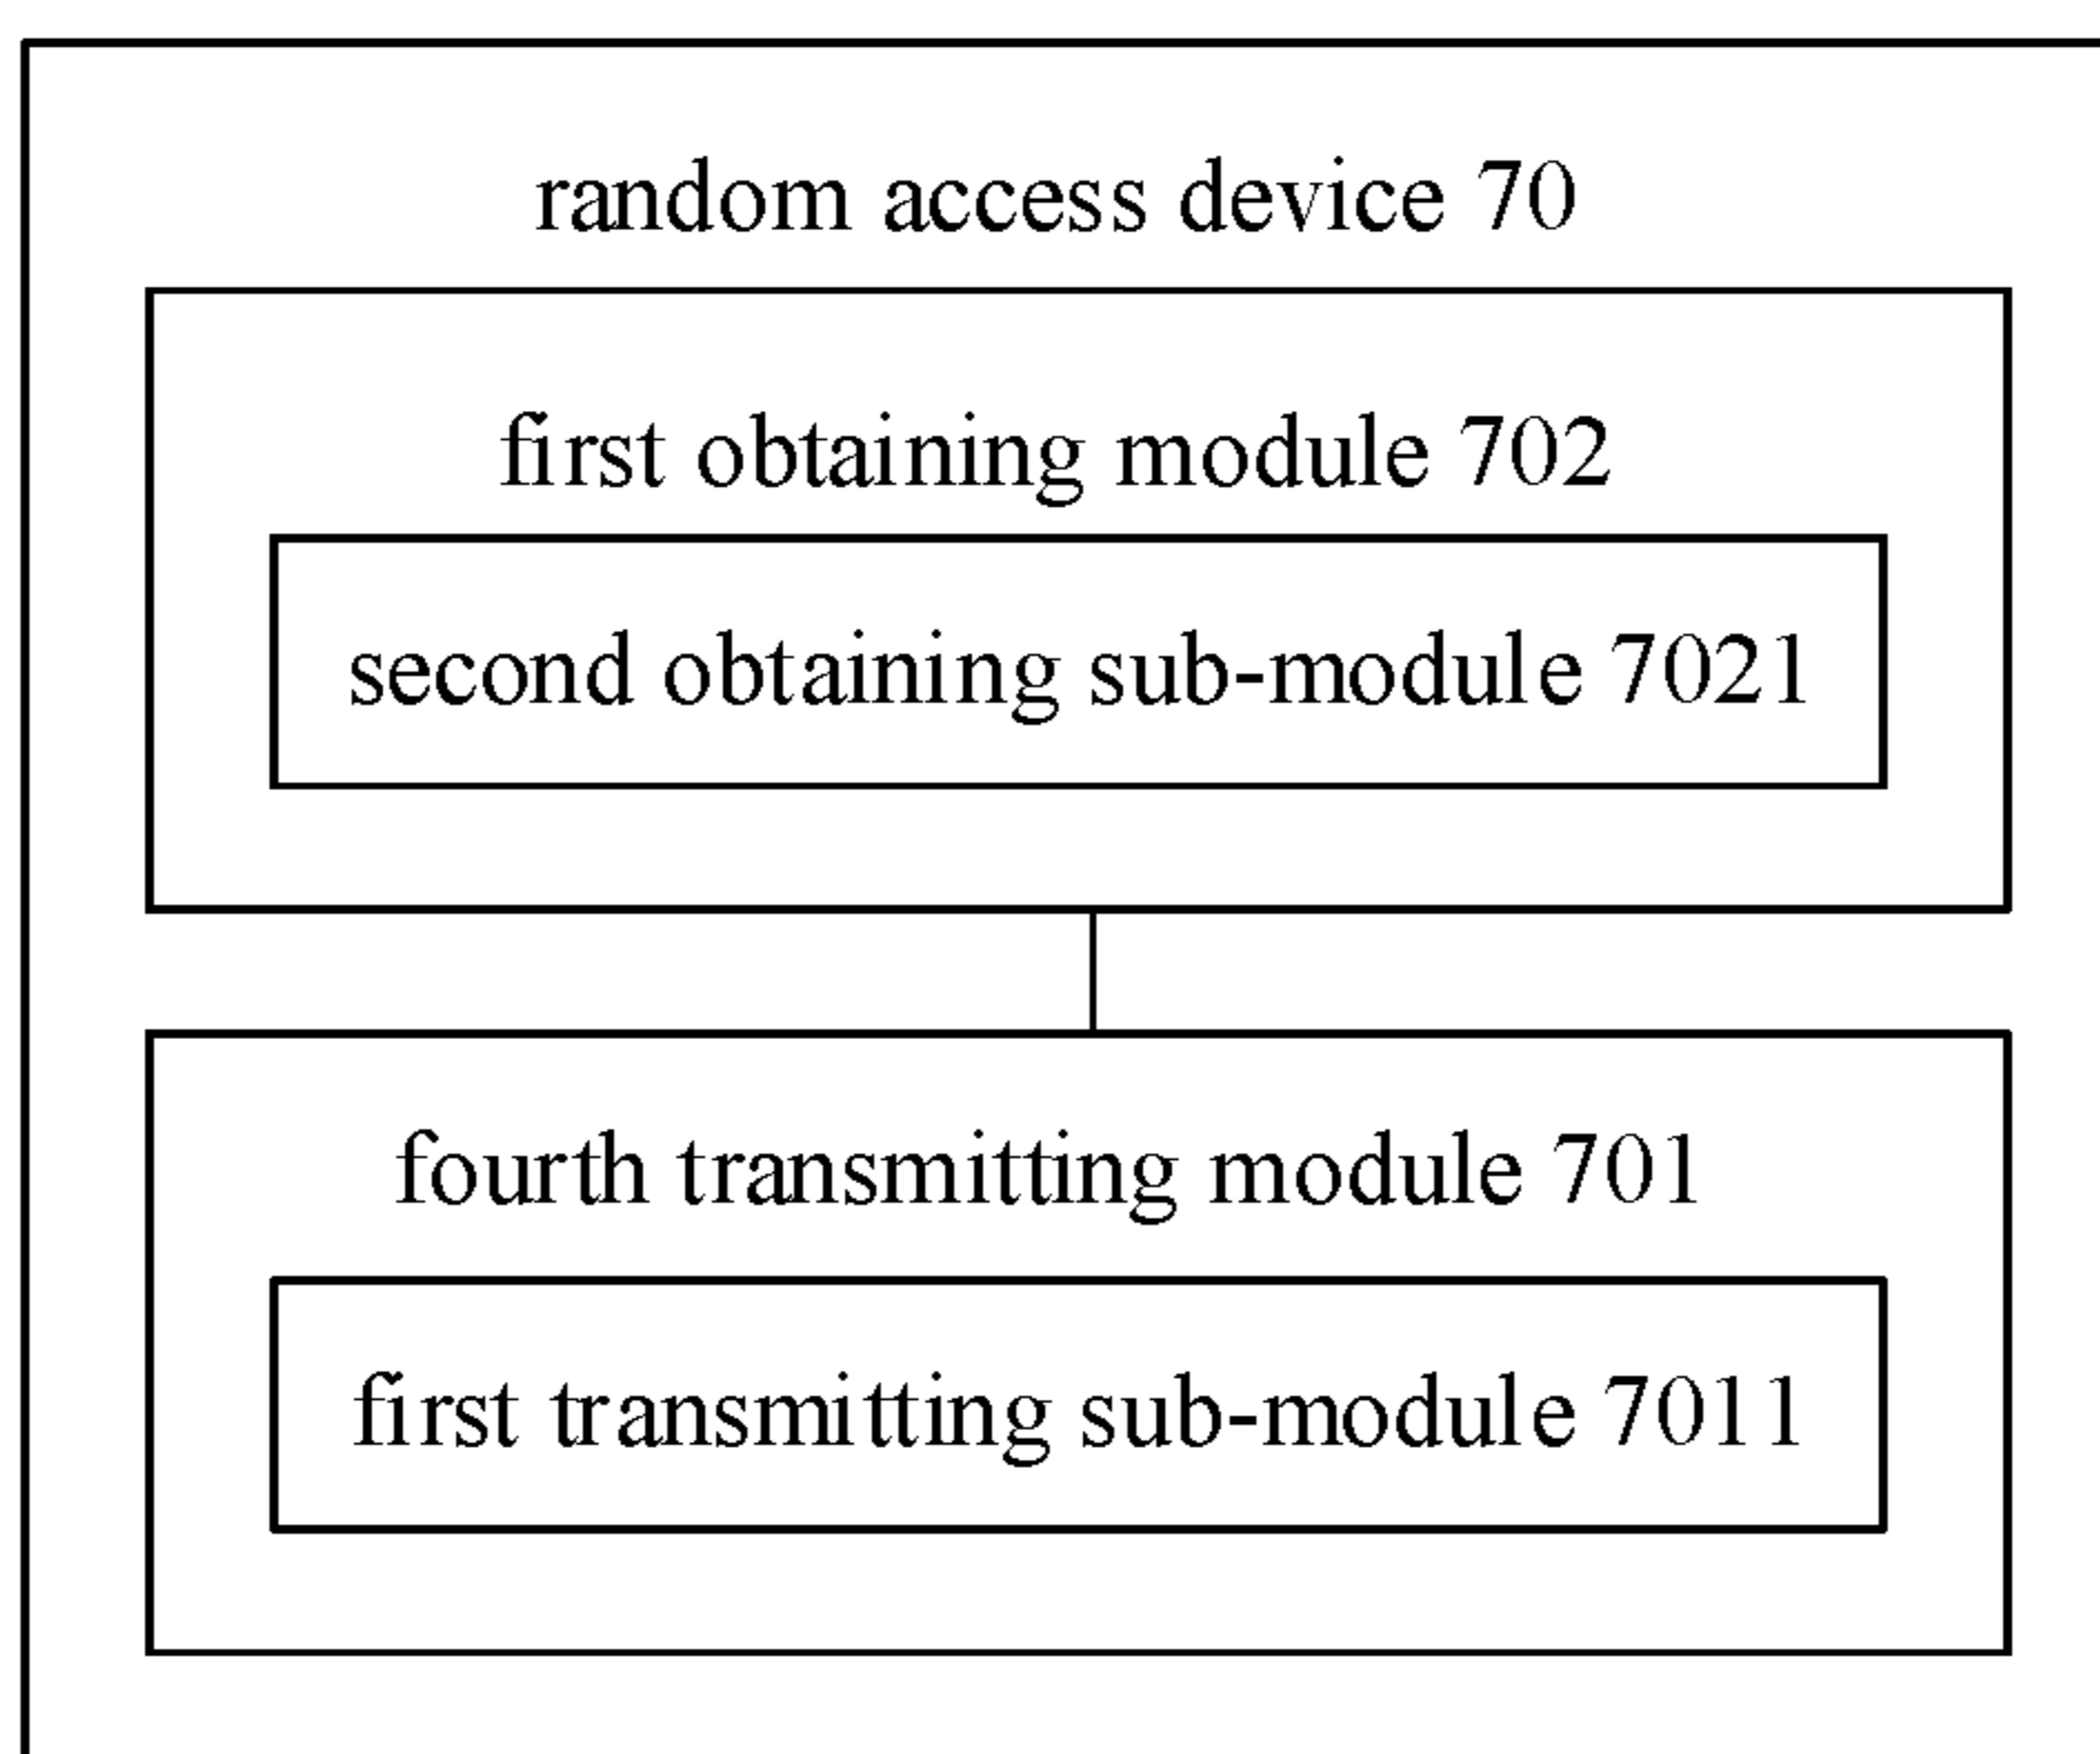 random access device 70
first obtaining module 702
second obtaining sub-module 7021
fourth transmitting module 701
first transmitting sub-module 7011